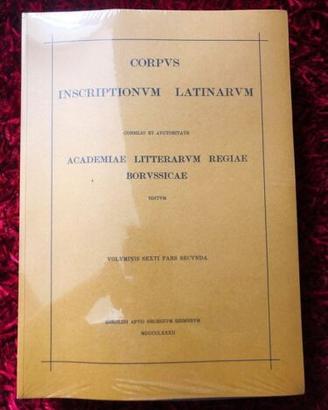 CORPVS
INSCRIPTIONVM LATINARVM
CONSILIO ET AVCTORITATE
ACADEMIAE LITTERARVM REGIAE
BORVSSICAE
EDITVM
VOLVMINIS SEXTI PARS SECVNDA
BEROLINI APVD GEORGIVM REIMERVM
MDCCCLXXXII